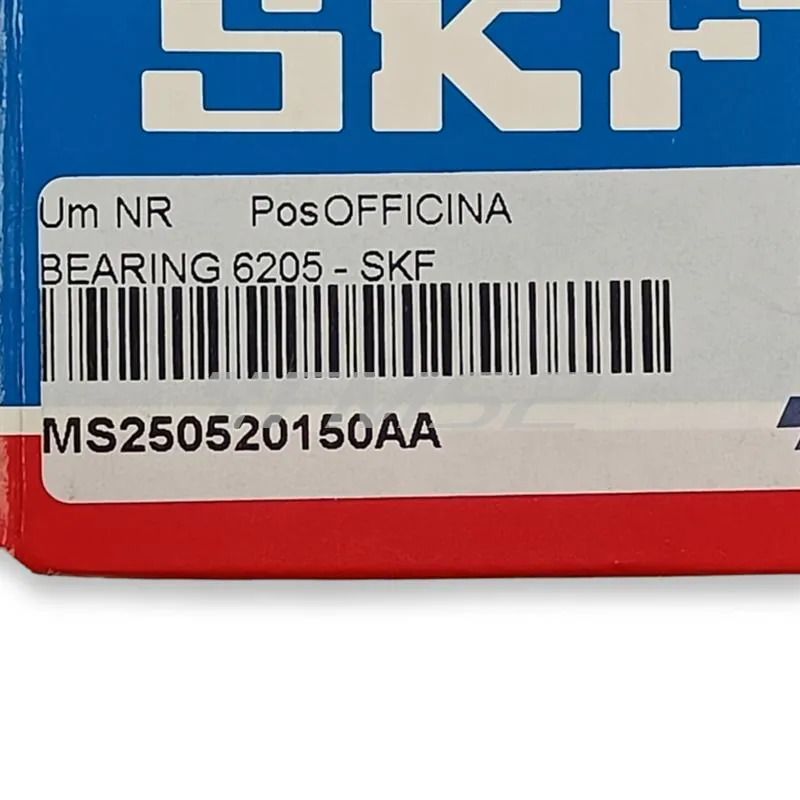 SKF
Um NR PosOFFICINA
BEARING 6205 - SKF
MS250520150AA